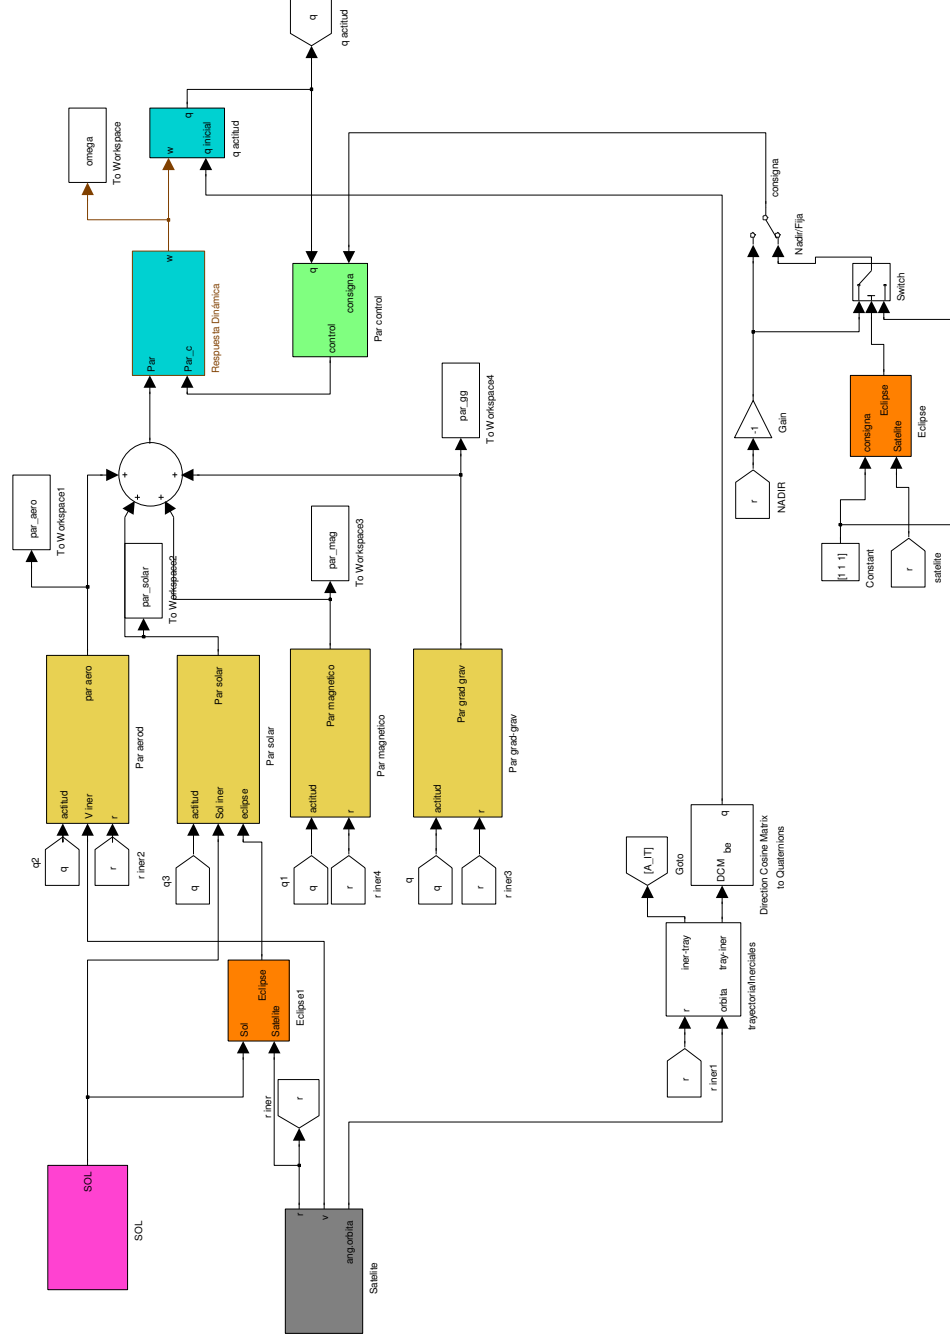 SOL
SOL
r
v
ang.orbita
Satelite
r
r iner
Sol
Satelite
Eclipse
Eclipse1
q
q2
r
r iner2
actitud
V iner
r
par aero
Par aerod
par_aero
To Workspace1
q
q3
actitud
Sol iner
eclipse
Par solar
Par solar
par_solar
To Workspace2
q
q1
r
r iner4
actitud
r
Par magnetico
Par magnetico
par_mag
To Workspace3
q
q
r
r iner3
actitud
r
Par grad grav
Par grad-grav
par_gg
To Workspace4
+
+
+
+
Par
Par_c
w
Respuesta Dinámica
omega
To Workspace
w
q inicial
q
q actitud
q
q actitud
control
q
consigna
Par control
r
r iner1
r
orbita
iner-tray
tray-iner
trayectoria/Inerciales
[A_IT]
Goto
DCM
be
q
Direction Cosine Matrix
to Quaternions
r
NADIR
-1
Gain
Nadir/Fija
consigna
[1 1 1]
Constant
r
satelite
consigna
Satelite
Eclipse
Eclipse
Switch